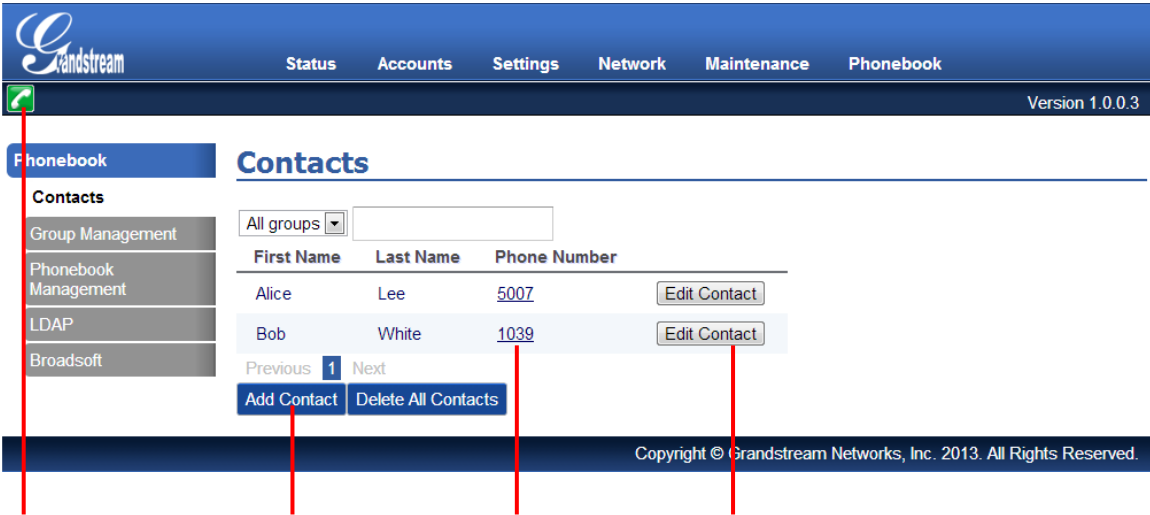 Grandstream
Status Accounts Settings Network Maintenance Phonebook
Version 1.0.0.3
Phonebook
Contacts
Group Management
Phonebook
Management
LDAP
Broadsoft
Contacts
All groups
First Name Last Name Phone Number
Alice Lee 5007 Edit Contact
Bob White 1039 Edit Contact
Previous 1 Next
Add Contact Delete All Contacts
Copyright © Grandstream Networks, Inc. 2013. All Rights Reserved.